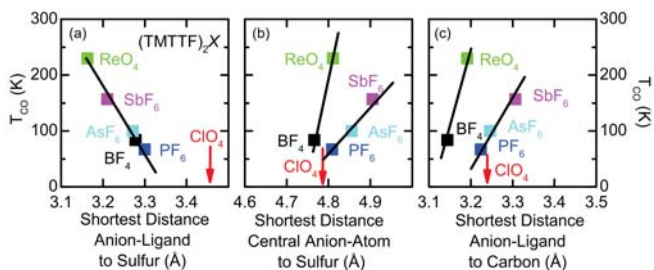 (a)
(TMTTF)₂X
(b)
(c)
300
200
100
0
T_CO (K)
ReO₄
SbF₆
AsF₆
BF₄
PF₆
ClO₄
3.1 3.2 3.3 3.4 3.5
Shortest Distance
Anion-Ligand
to Sulfur (Å)
ReO₄
SbF₆
AsF₆
BF₄
PF₆
ClO₄
4.6 4.7 4.8 4.9
Shortest Distance
Central Anion-Atom
to Sulfur (Å)
ReO₄
SbF₆
AsF₆
BF₄
PF₆
ClO₄
3.1 3.2 3.3 3.4 3.5
Shortest Distance
Anion-Ligand
to Carbon (Å)
300
200
100
0
T_CO (K)